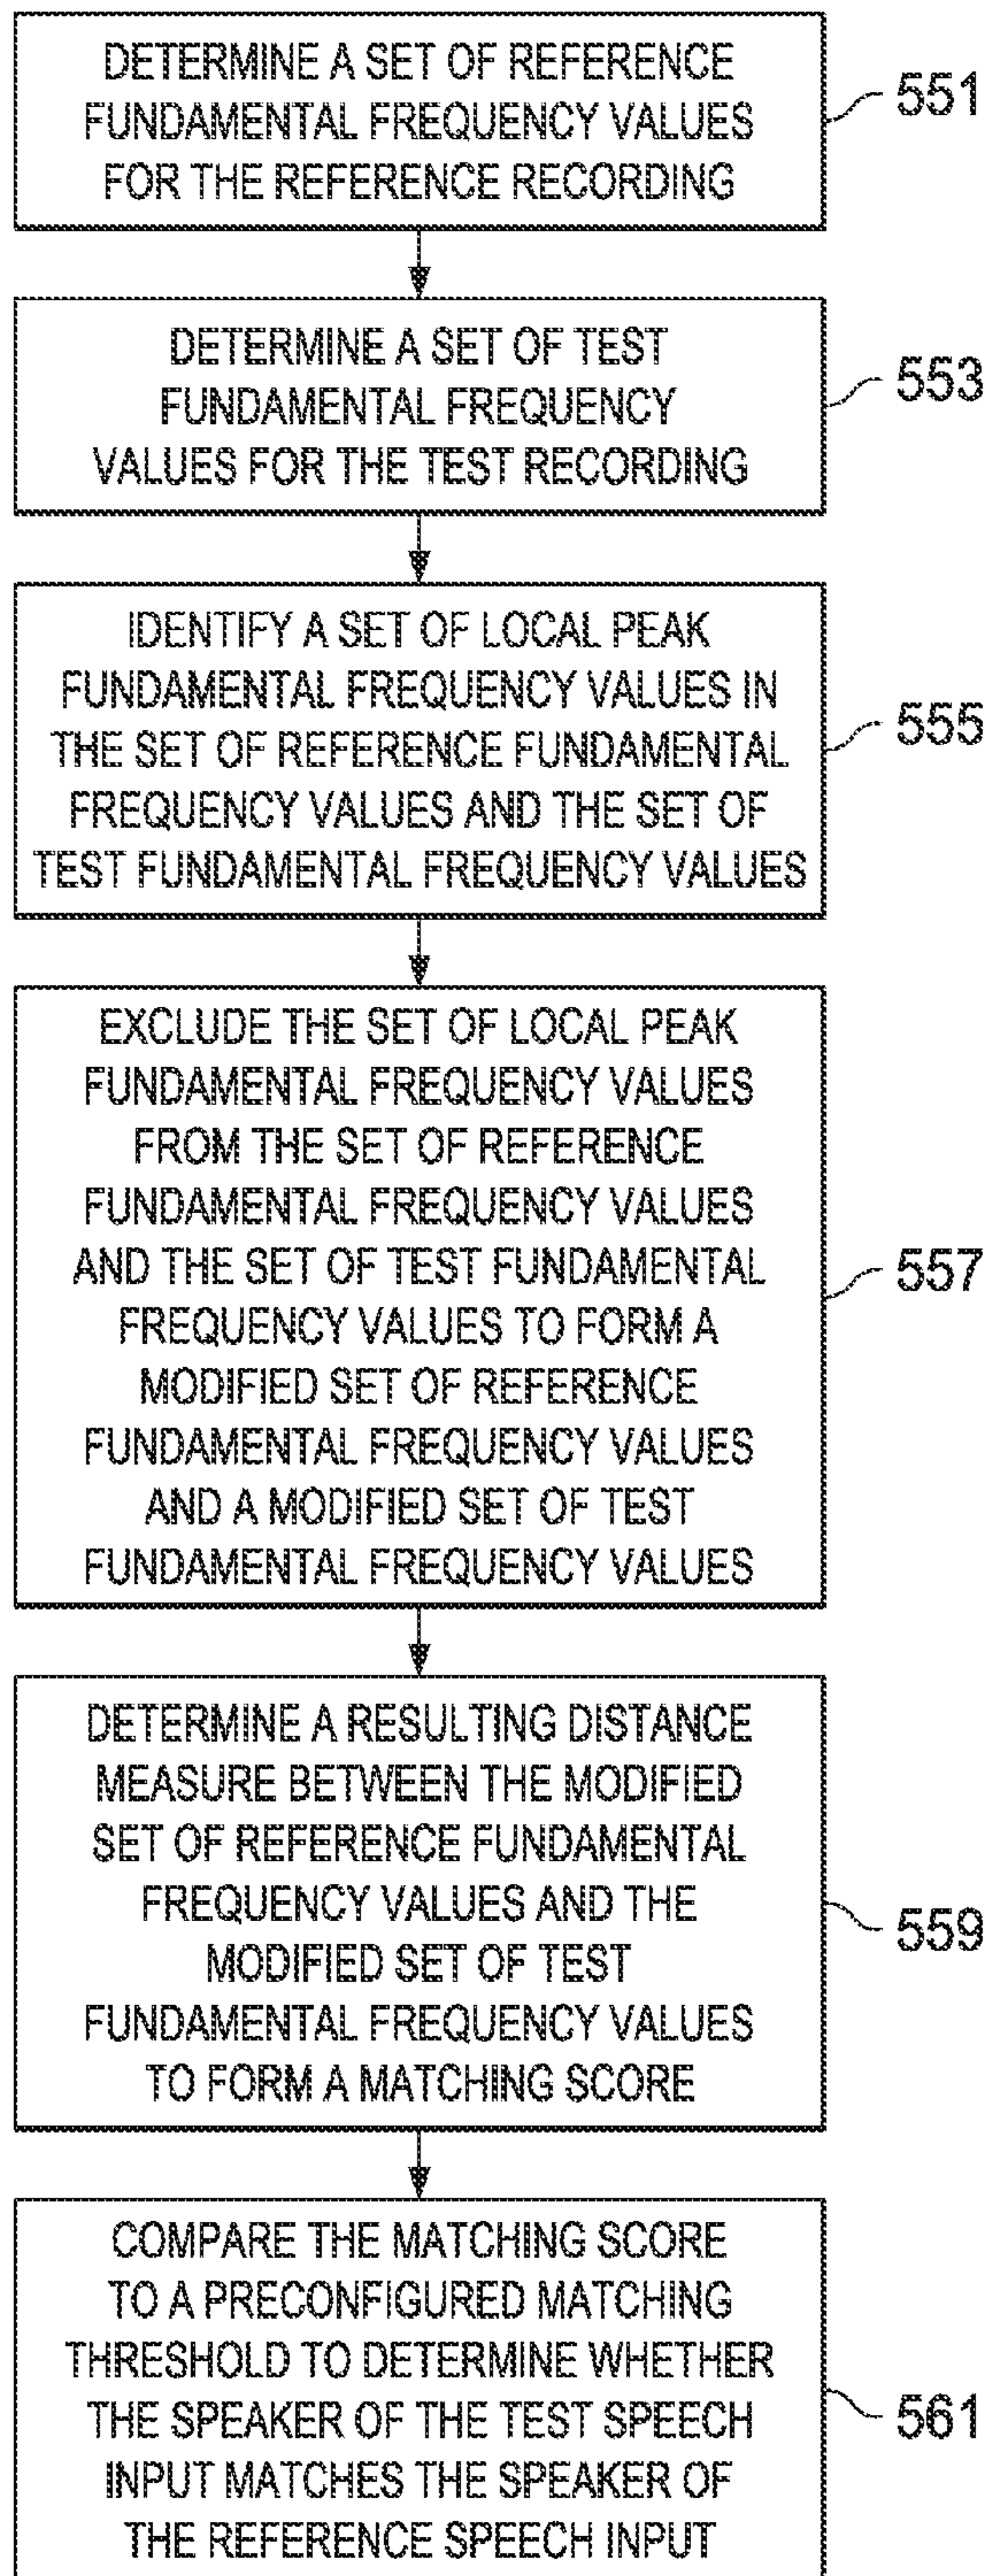 DETERMINE A SET OF REFERENCE
FUNDAMENTAL FREQUENCY VALUES
FOR THE REFERENCE RECORDING
551
DETERMINE A SET OF TEST
FUNDAMENTAL FREQUENCY
VALUES FOR THE TEST RECORDING
553
IDENTIFY A SET OF LOCAL PEAK
FUNDAMENTAL FREQUENCY VALUES IN
THE SET OF REFERENCE FUNDAMENTAL
FREQUENCY VALUES AND THE SET OF
TEST FUNDAMENTAL FREQUENCY VALUES
555
EXCLUDE THE SET OF LOCAL PEAK
FUNDAMENTAL FREQUENCY VALUES
FROM THE SET OF REFERENCE
FUNDAMENTAL FREQUENCY VALUES
AND THE SET OF TEST FUNDAMENTAL
FREQUENCY VALUES TO FORM A
MODIFIED SET OF REFERENCE
FUNDAMENTAL FREQUENCY VALUES
AND A MODIFIED SET OF TEST
FUNDAMENTAL FREQUENCY VALUES
557
DETERMINE A RESULTING DISTANCE
MEASURE BETWEEN THE MODIFIED
SET OF REFERENCE FUNDAMENTAL
FREQUENCY VALUES AND THE
MODIFIED SET OF TEST
FUNDAMENTAL FREQUENCY VALUES
TO FORM A MATCHING SCORE
559
COMPARE THE MATCHING SCORE
TO A PRECONFIGURED MATCHING
THRESHOLD TO DETERMINE WHETHER
THE SPEAKER OF THE TEST SPEECH
INPUT MATCHES THE SPEAKER OF
THE REFERENCE SPEECH INPUT
561